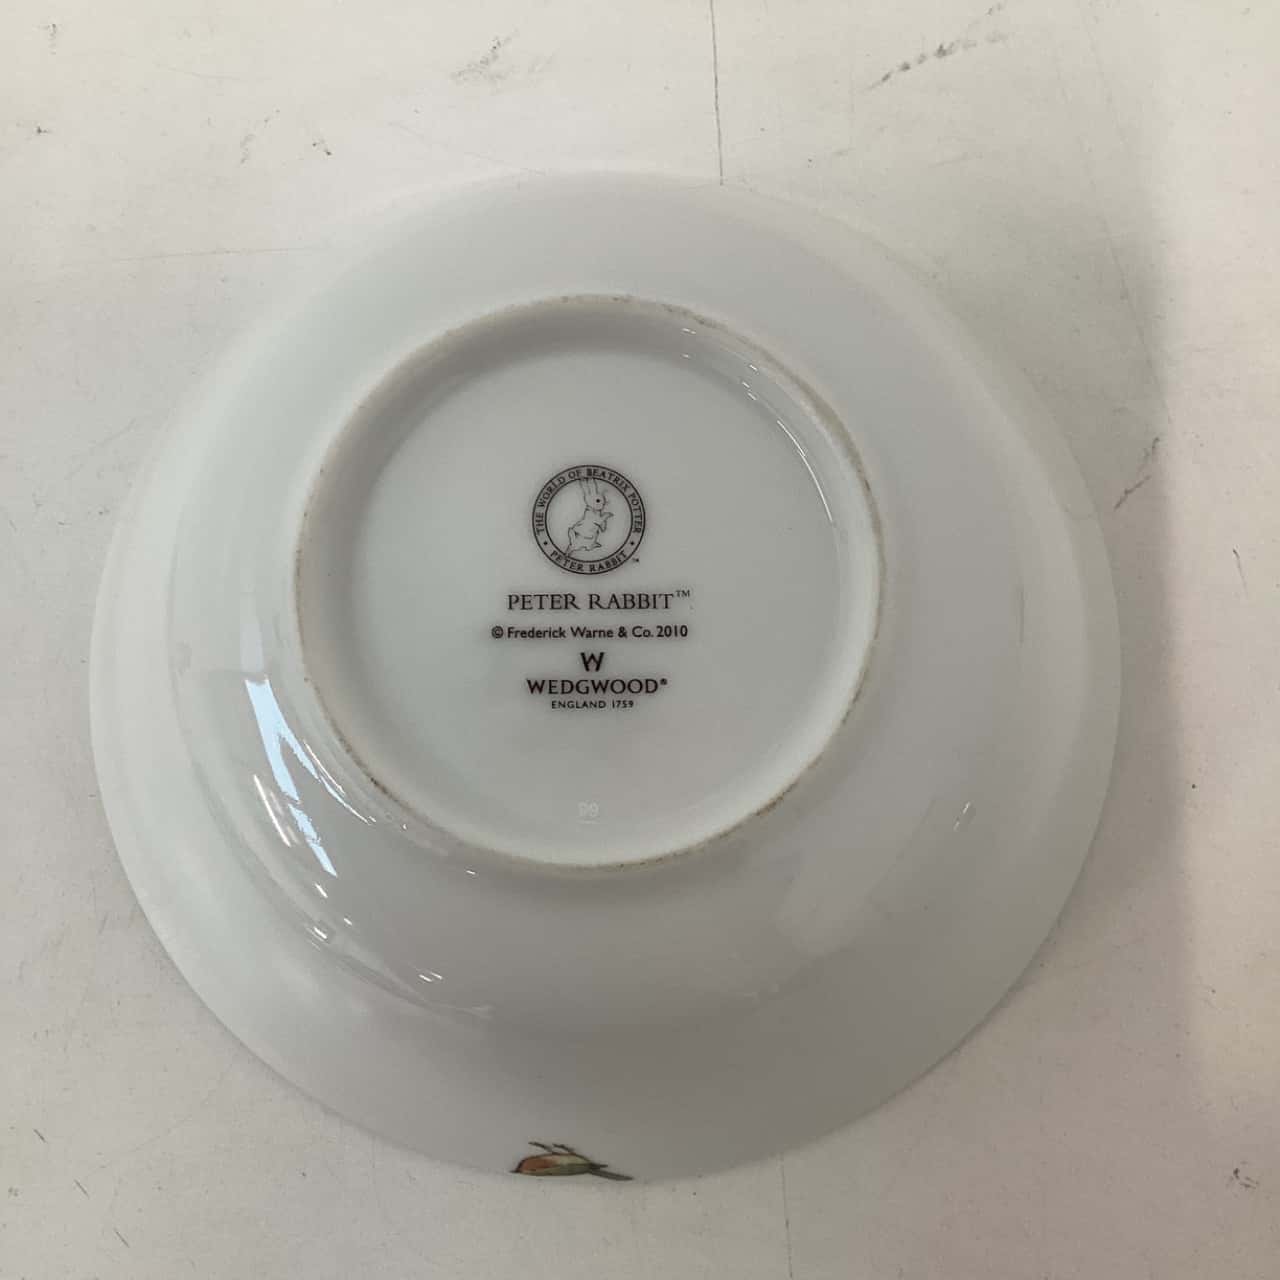 THE WORLD OF BEATRIX POTTER
• PETER RABBIT •
PETER RABBIT™
© Frederick Warne & Co. 2010
W
WEDGWOOD®
ENGLAND 1759